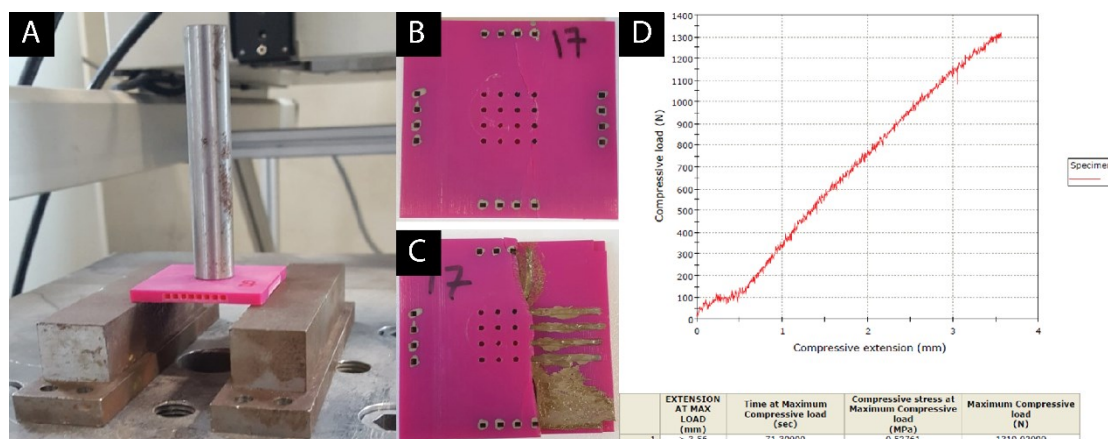 A
B
17
C
17
D
1400
1300
1200
1100
1000
900
800
700
600
500
400
300
200
100
0
Compressive load (N)
0
1
2
3
4
Compressive extension (mm)
Specime
1
EXTENSION AT MAX LOAD (mm)
Time at Maximum Compressive load (sec)
Compressive stress at Maximum Compressive load (MPa)
Maximum Compressive load (N)